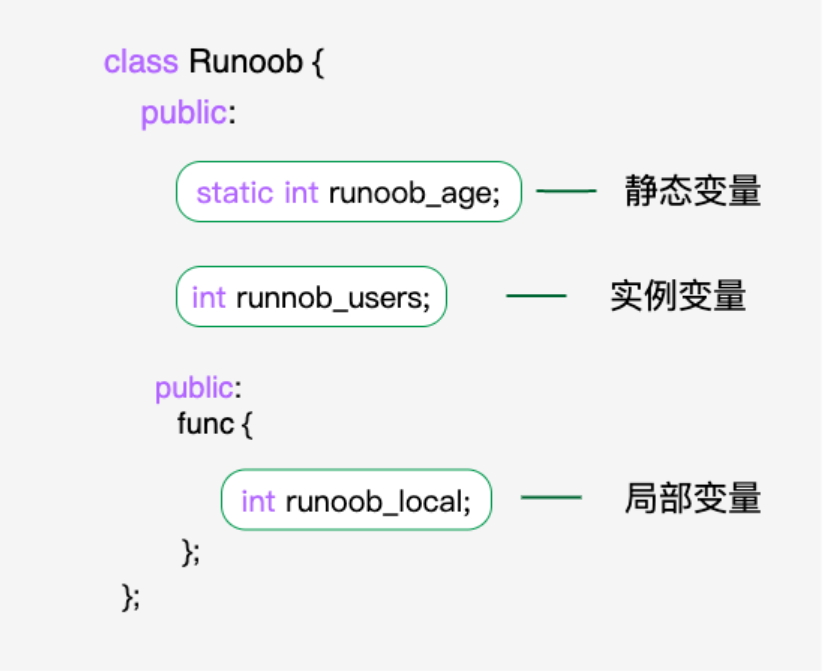 class Runoob {
public:
static int runoob_age; 静态变量
int runnob_users; 实例变量
public:
func {
int runoob_local; 局部变量
};
};